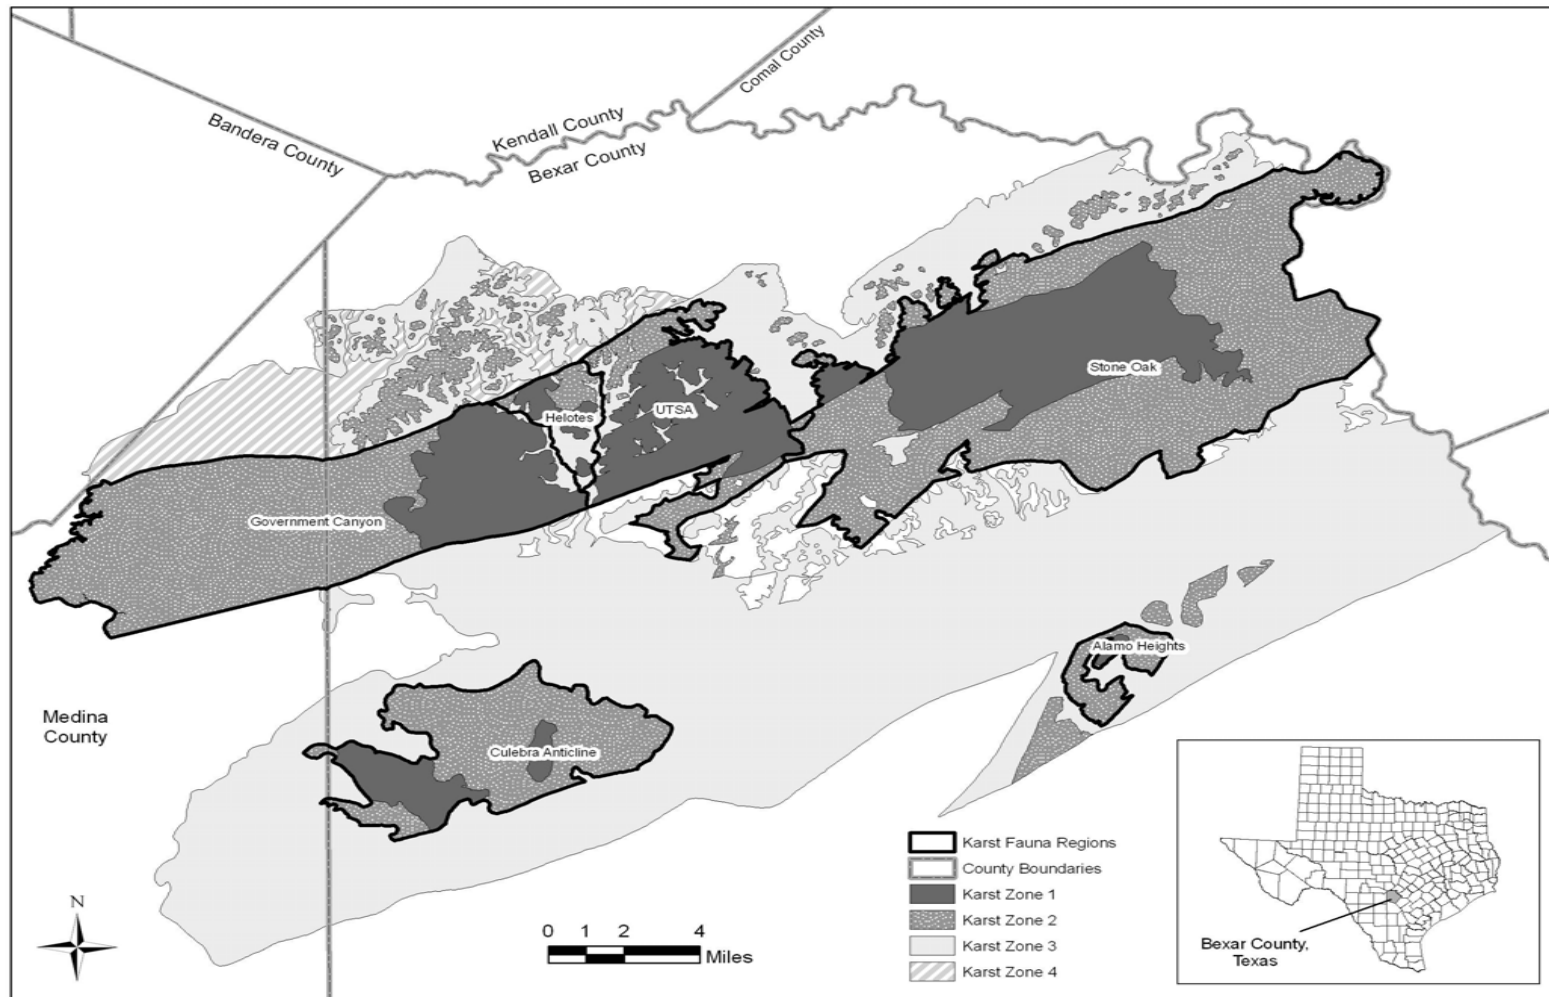 Comal County
Kendall County
Bandera County
Bexar County
Stone Oak
UTSA
Helotes
Government Canyon
Alamo Heights
Medina
County
Culebra Anticline
N
0 1 2 4
Miles
Karst Fauna Regions
County Boundaries
Karst Zone 1
Karst Zone 2
Karst Zone 3
Karst Zone 4
Bexar County,
Texas